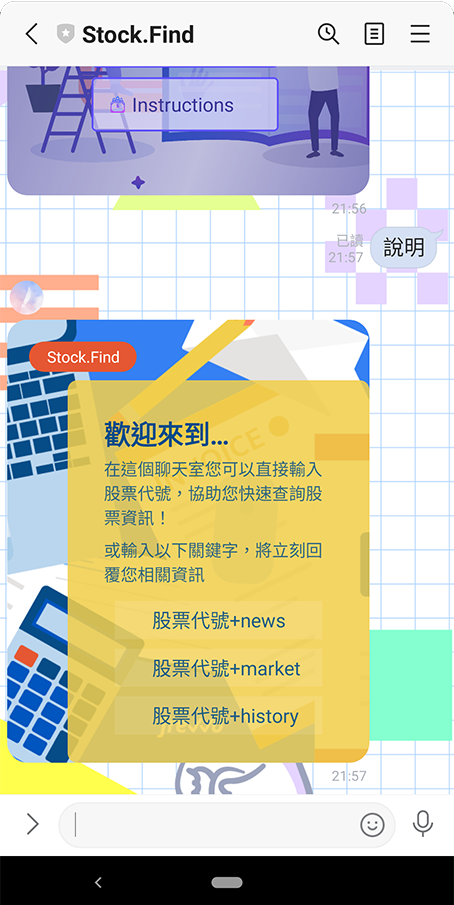 Stock.Find
Instructions
21:56
已讀
21:57
說明
Stock.Find
INVOICE
歡迎來到...
在這個聊天室您可以直接輸入
股票代號，協助您快速查詢股
票資訊！
或輸入以下關鍵字，將立刻回
覆您相關資訊
股票代號+news
股票代號+market
股票代號+history
21:57